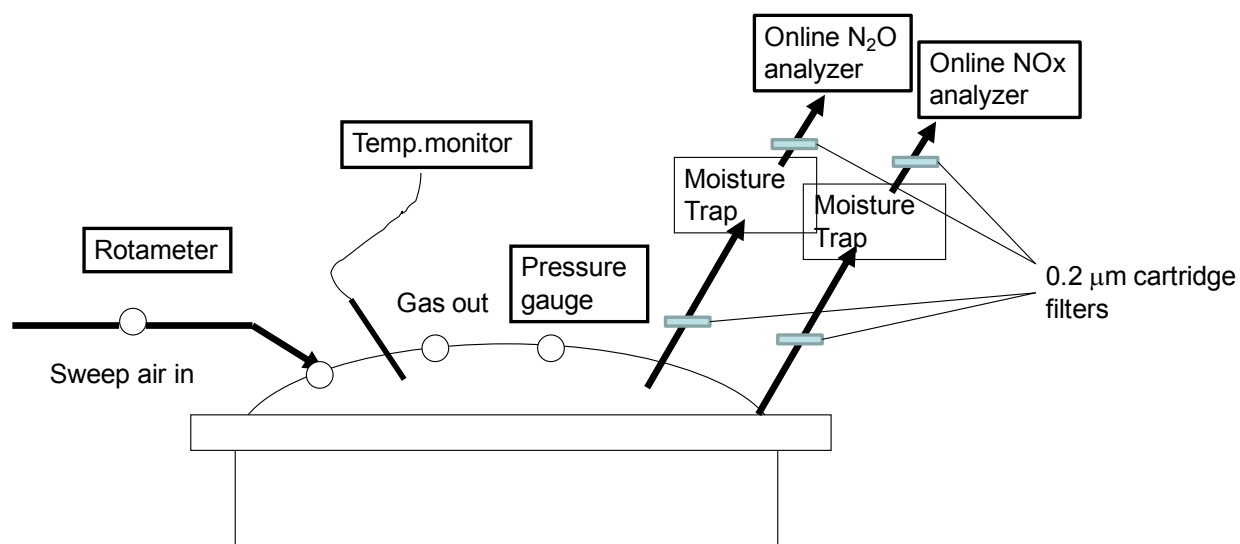 Online N₂O
analyzer
Online NOx
analyzer
Temp.monitor
Moisture
Trap
Moisture
Trap
Rotameter
Pressure
gauge
Gas out
0.2 μm cartridge
filters
Sweep air in